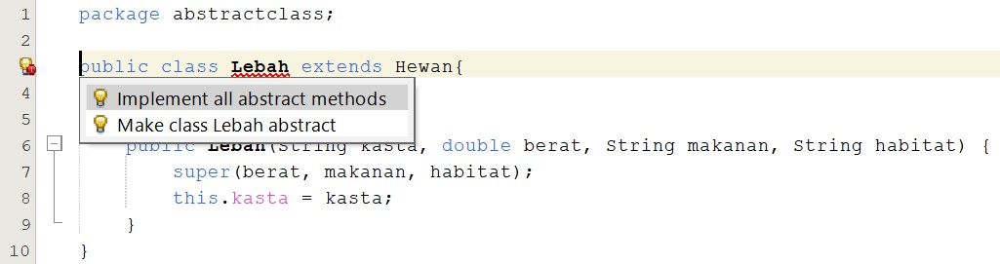 1 package abstractclass;
2
public class Lebah extends Hewan{
Implement all abstract methods
4
Make class Lebah abstract
5
6 public Lebah(String kasta, double berat, String makanan, String habitat) {
7 super(berat, makanan, habitat);
8 this.kasta = kasta;
9 }
10 }